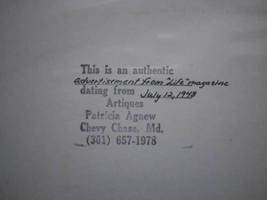 This is an authentic
advertisement from "Life" magazine
dating from July 12, 1948
Artiques
Patricia Agnew
Chevy Chase, Md.
(301) 657-1978